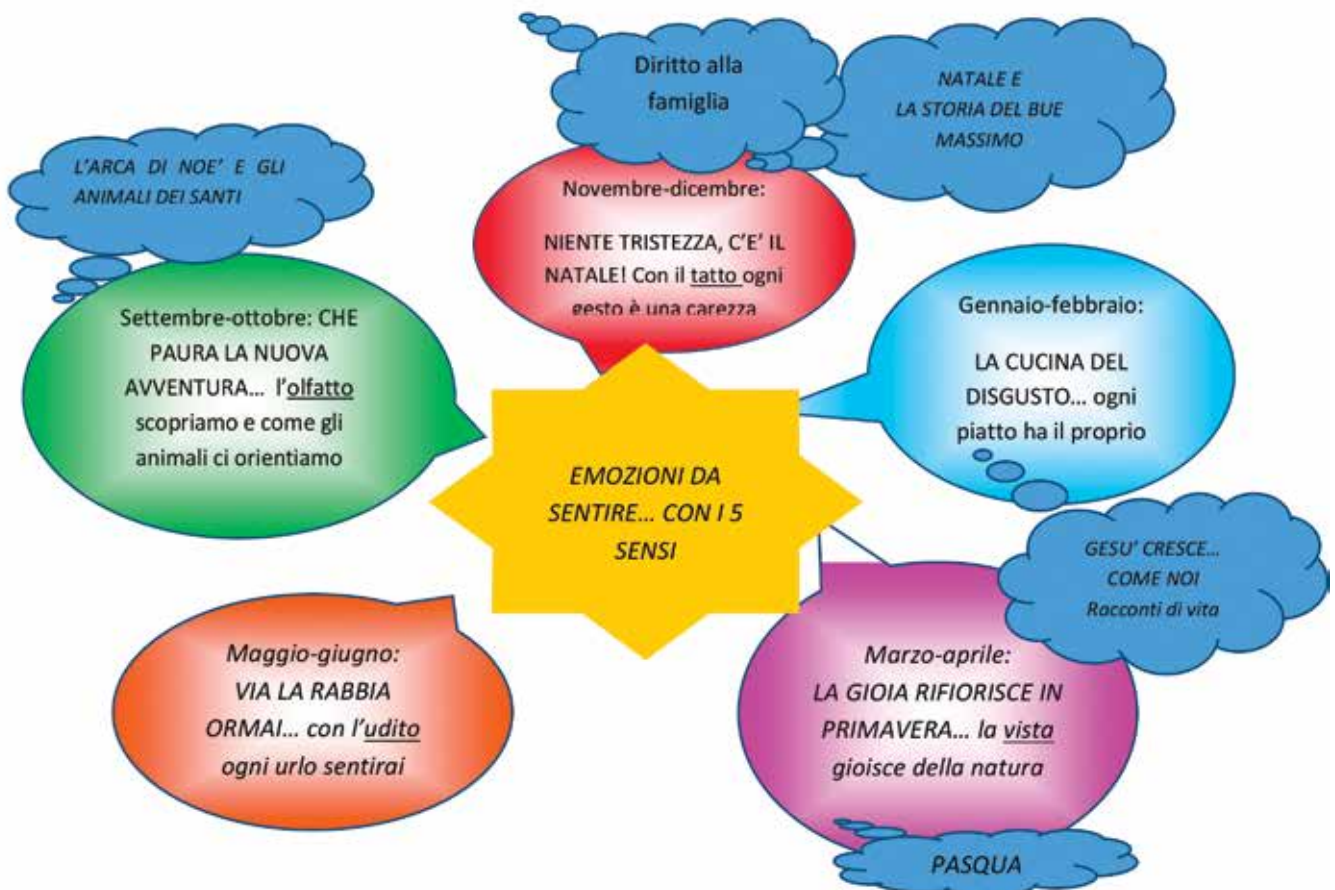 Diritto alla
famiglia
NATALE E
LA STORIA DEL BUE
MASSIMO
L'ARCA DI NOE' E GLI
ANIMALI DEI SANTI
Novembre-dicembre:
NIENTE TRISTEZZA, C'E' IL
NATALE! Con il tatto ogni
gesto è una carezza
Settembre-ottobre: CHE
PAURA LA NUOVA
AVVENTURA... l'olfatto
scopriamo e come gli
animali ci orientiamo
Gennaio-febbraio:
LA CUCINA DEL
DISGUSTO... ogni
piatto ha il proprio
EMOZIONI DA
SENTIRE... CON I 5
SENSI
GESU' CRESCE...
COME NOI
Racconti di vita
Maggio-giugno:
VIA LA RABBIA
ORMAI... con l'udito
ogni urlo sentirai
Marzo-aprile:
LA GIOIA RIFIORISCE IN
PRIMAVERA... la vista
gioisce della natura
PASQUA